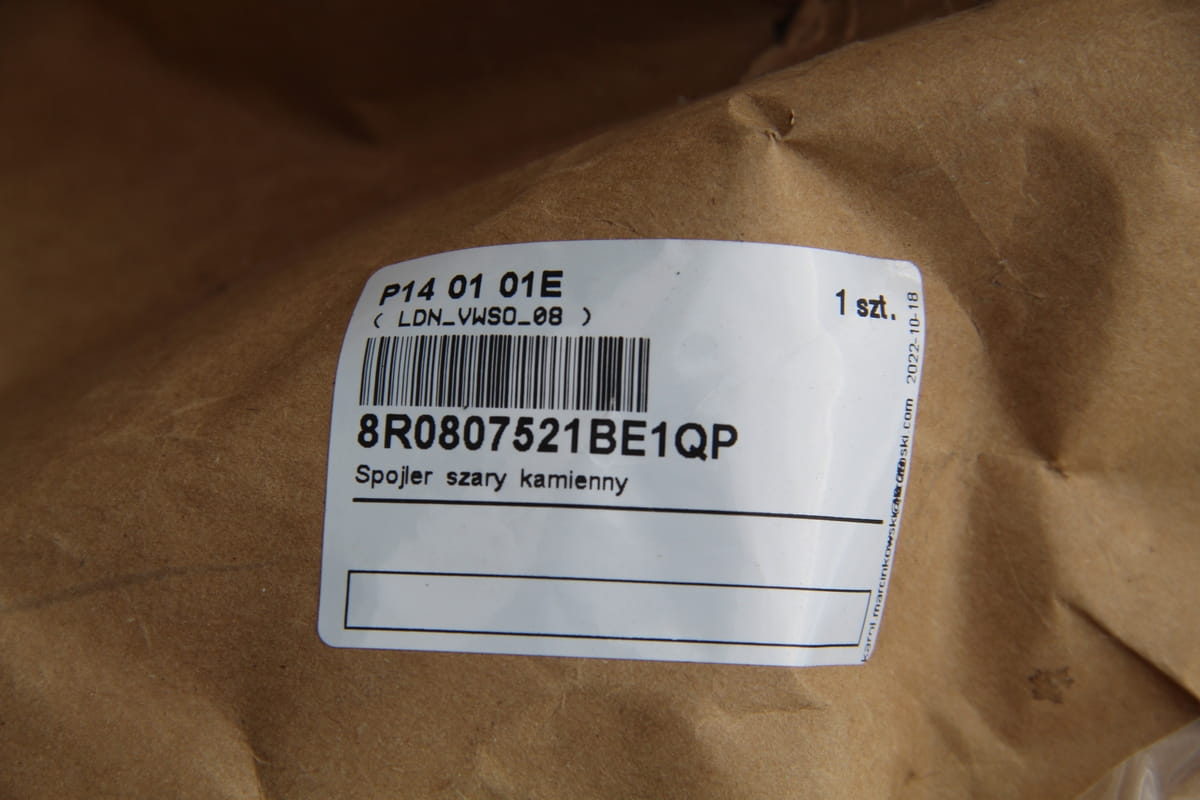 P14 01 01E
1 szt.
( LDN_VWSO_08 )
8R0807521BE1QP
Spojler szary kamienny
2022-10-18